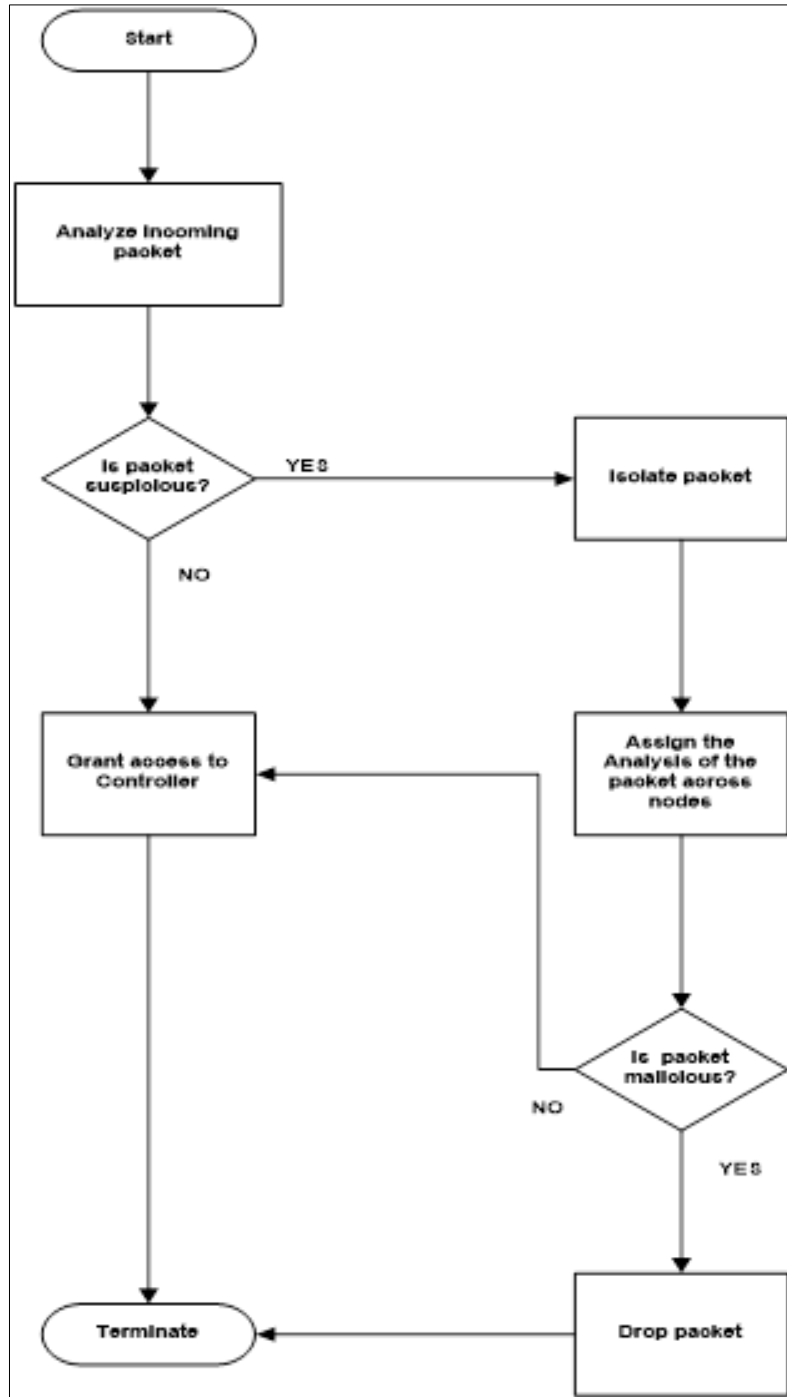 Start
Analyze incoming
packet
Is packet
suspicious?
YES
Isolate packet
NO
Grant access to
Controller
Assign the
Analysis of the
packet across
nodes
Is packet
malicious?
NO
YES
Terminate
Drop packet